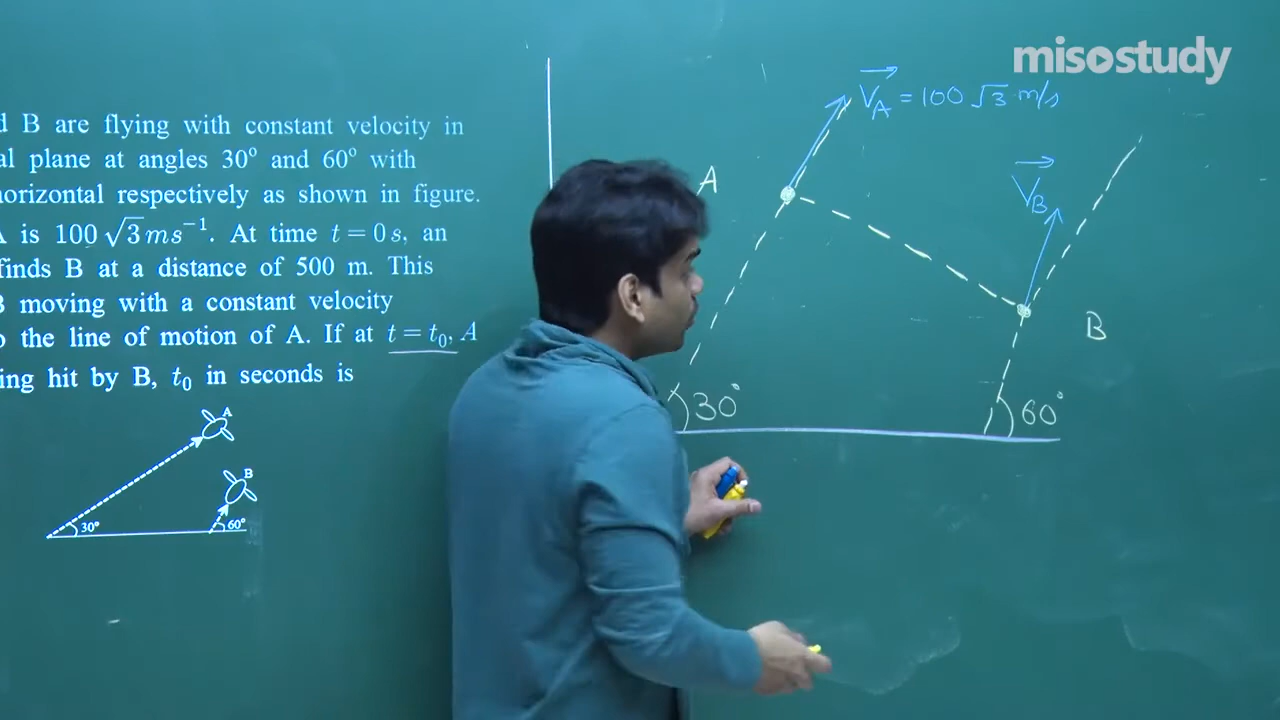 misostudy
B are flying with constant velocity in
plane at angles 30° and 60° with
respectively as shown in figure.
is 100√3 ms⁻¹. At time t = 0 s, an
finds B at a distance of 500 m. This
moving with a constant velocity
the line of motion of A. If at t = t₀, A
hit by B, t₀ in seconds is
A
B
30°
60°
V⃗_A = 100√3 m/s
V⃗_B
A
B
30°
60°